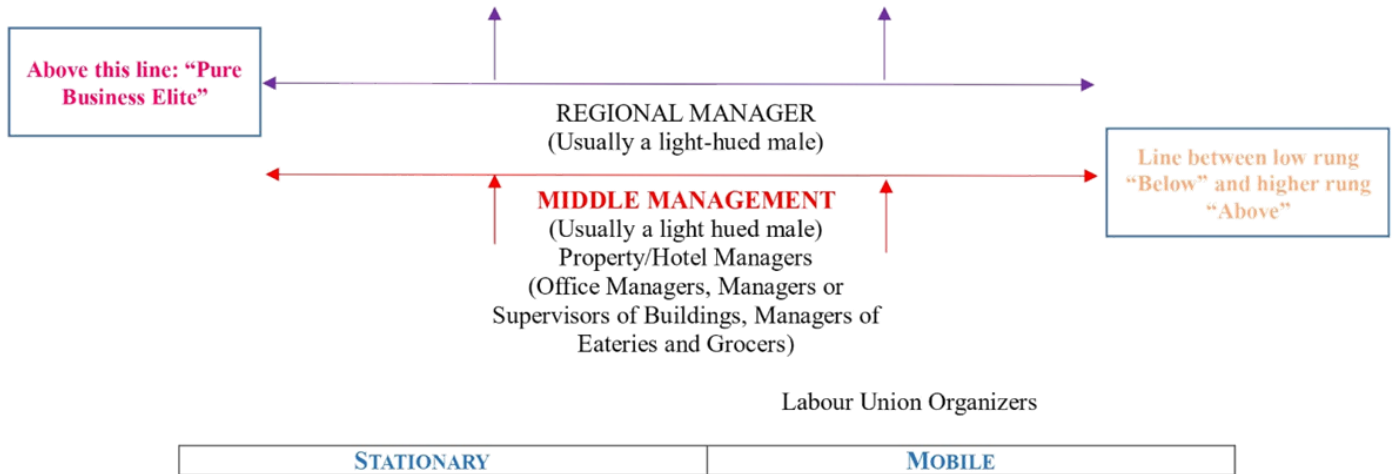 Above this line: “Pure
Business Elite”
REGIONAL MANAGER
(Usually a light-hued male)
Line between low rung
“Below” and higher rung
“Above”
MIDDLE MANAGEMENT
(Usually a light hued male)
Property/Hotel Managers
(Office Managers, Managers or
Supervisors of Buildings, Managers of
Eateries and Grocers)
Labour Union Organizers
STATIONARY
MOBILE